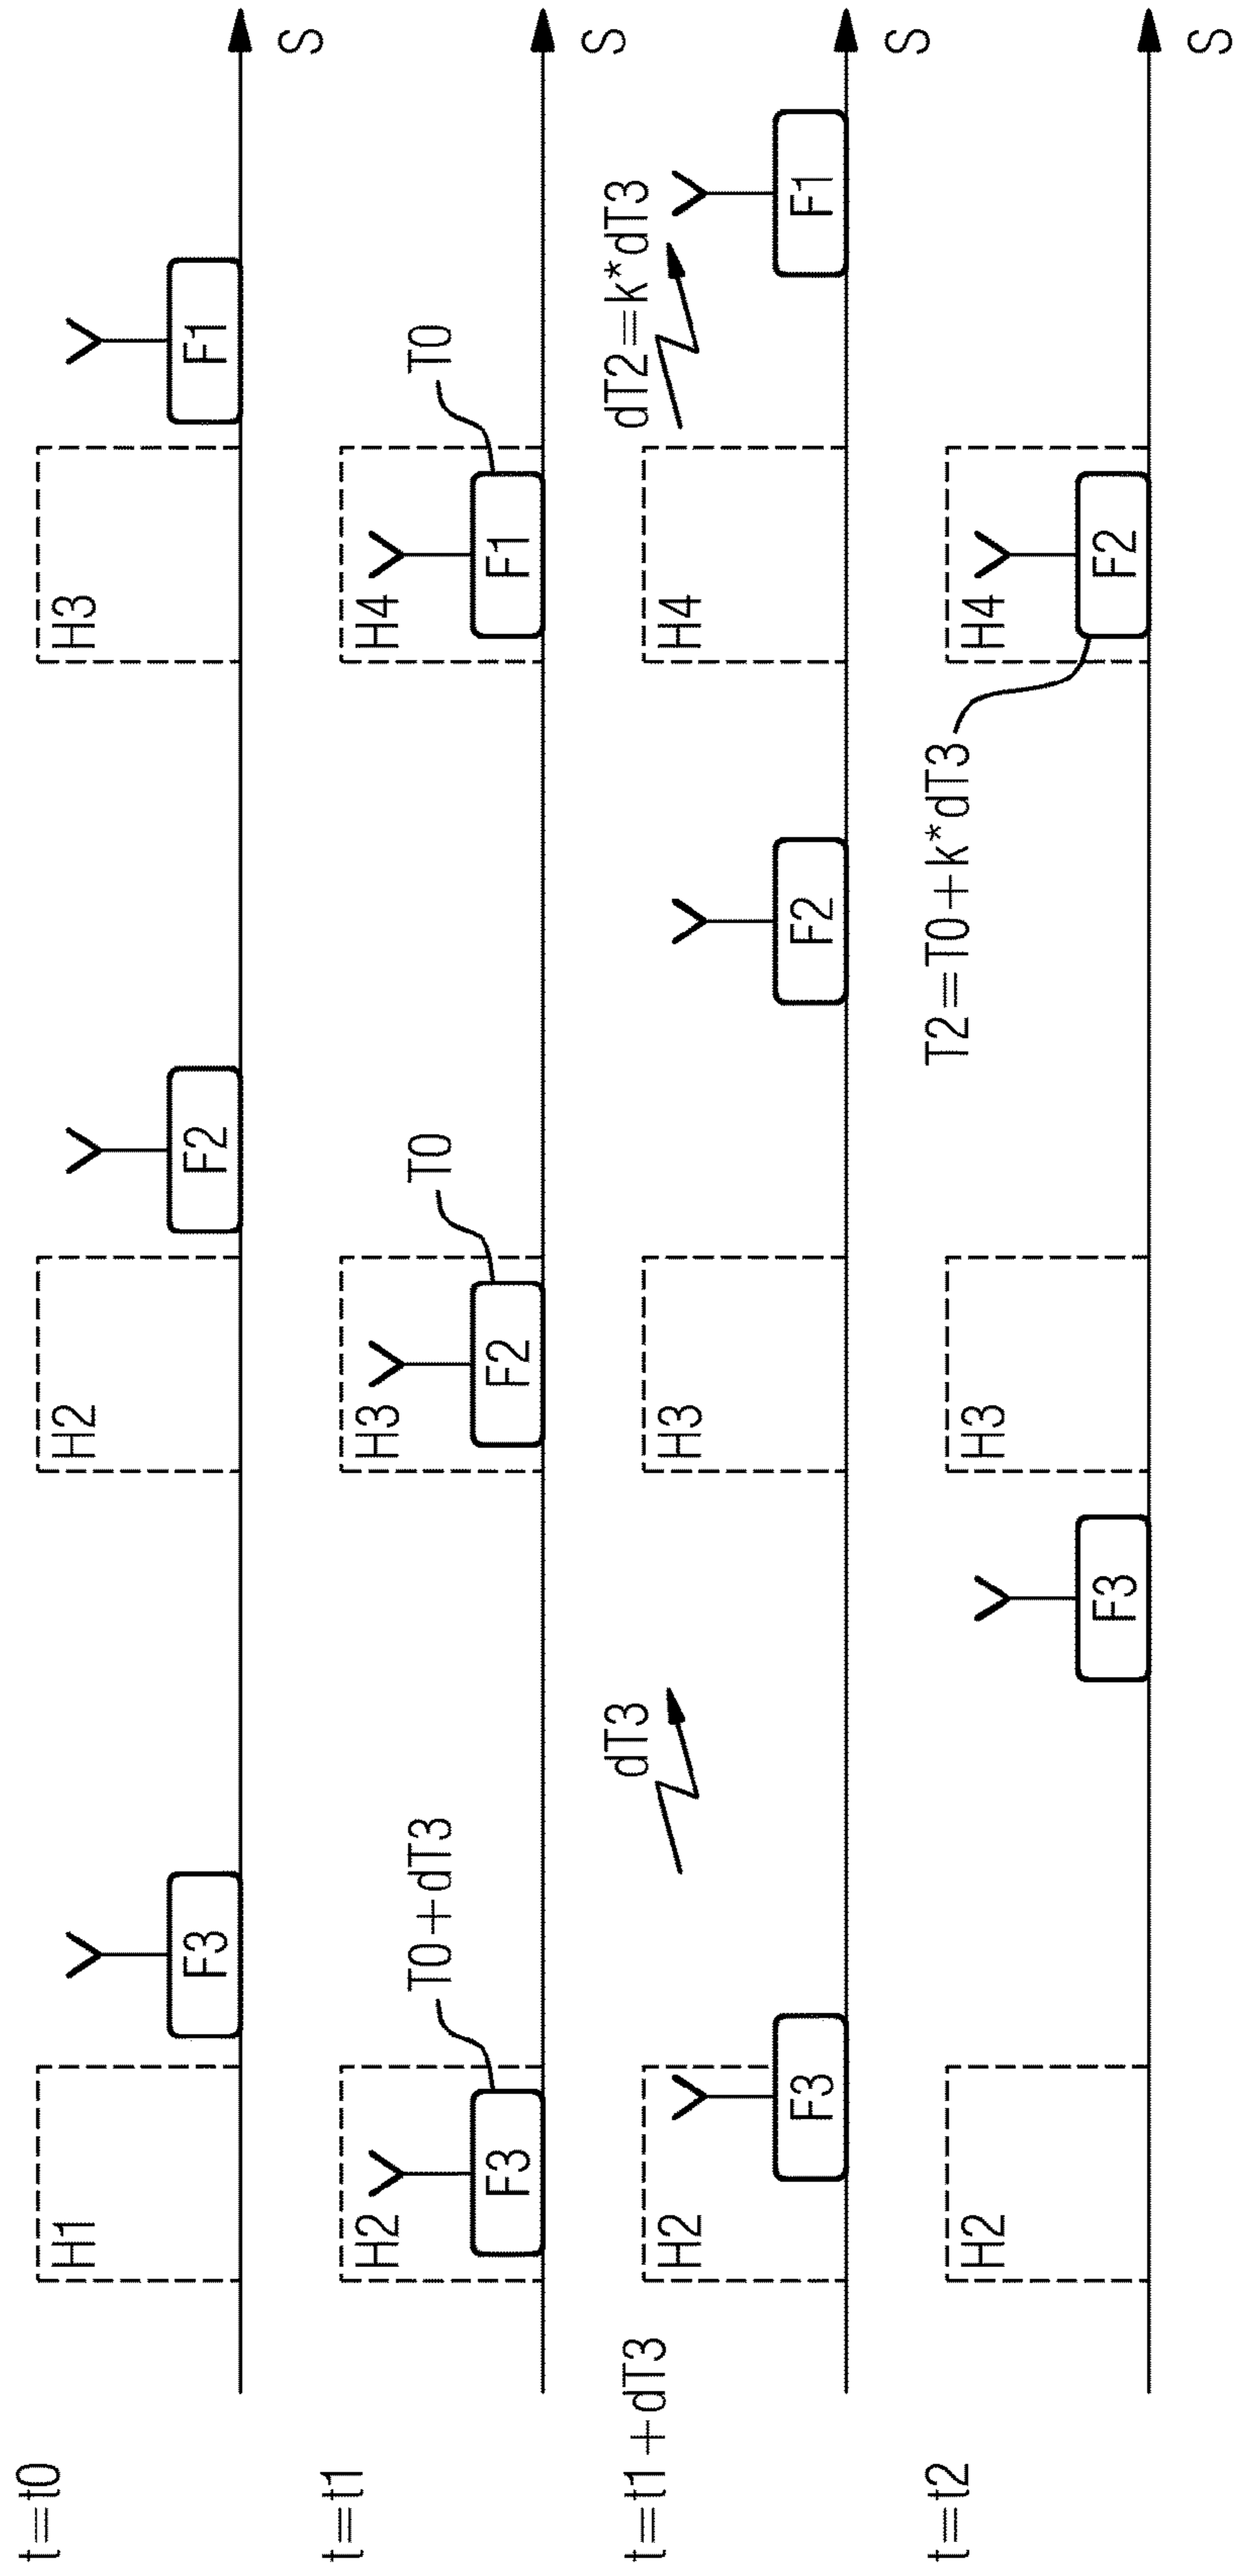 t=t0
H1
F3
H2
F2
H3
F1
S
t=t1
H2
F3
T0+dT3
H3
F2
T0
H4
F1
T0
S
t=t1+dT3
H2
F3
dT3
H3
F2
H4
dT2=k*dT3
F1
S
t=t2
H2
F3
H3
T2=T0+k*dT3
H4
F2
S